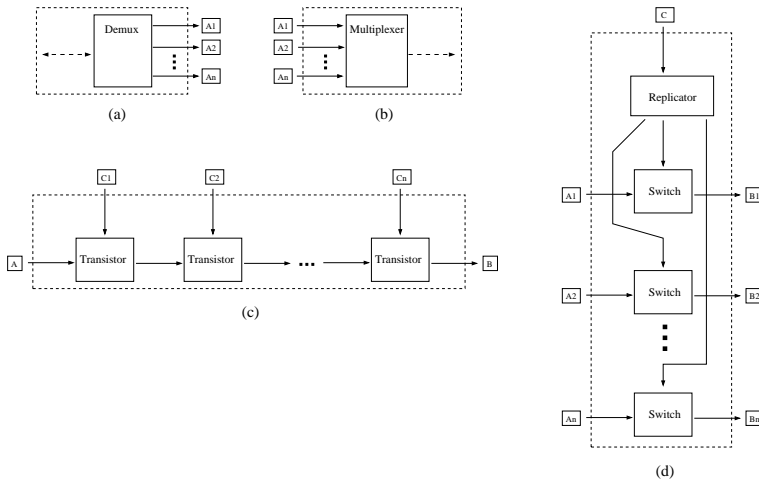 Demux
A1
A2
An
(a)
A1
A2
An
Multiplexer
(b)
C1
C2
Cn
A
Transistor
Transistor
Transistor
B
(c)
C
Replicator
A1
Switch
B1
A2
Switch
B2
An
Switch
Bn
(d)